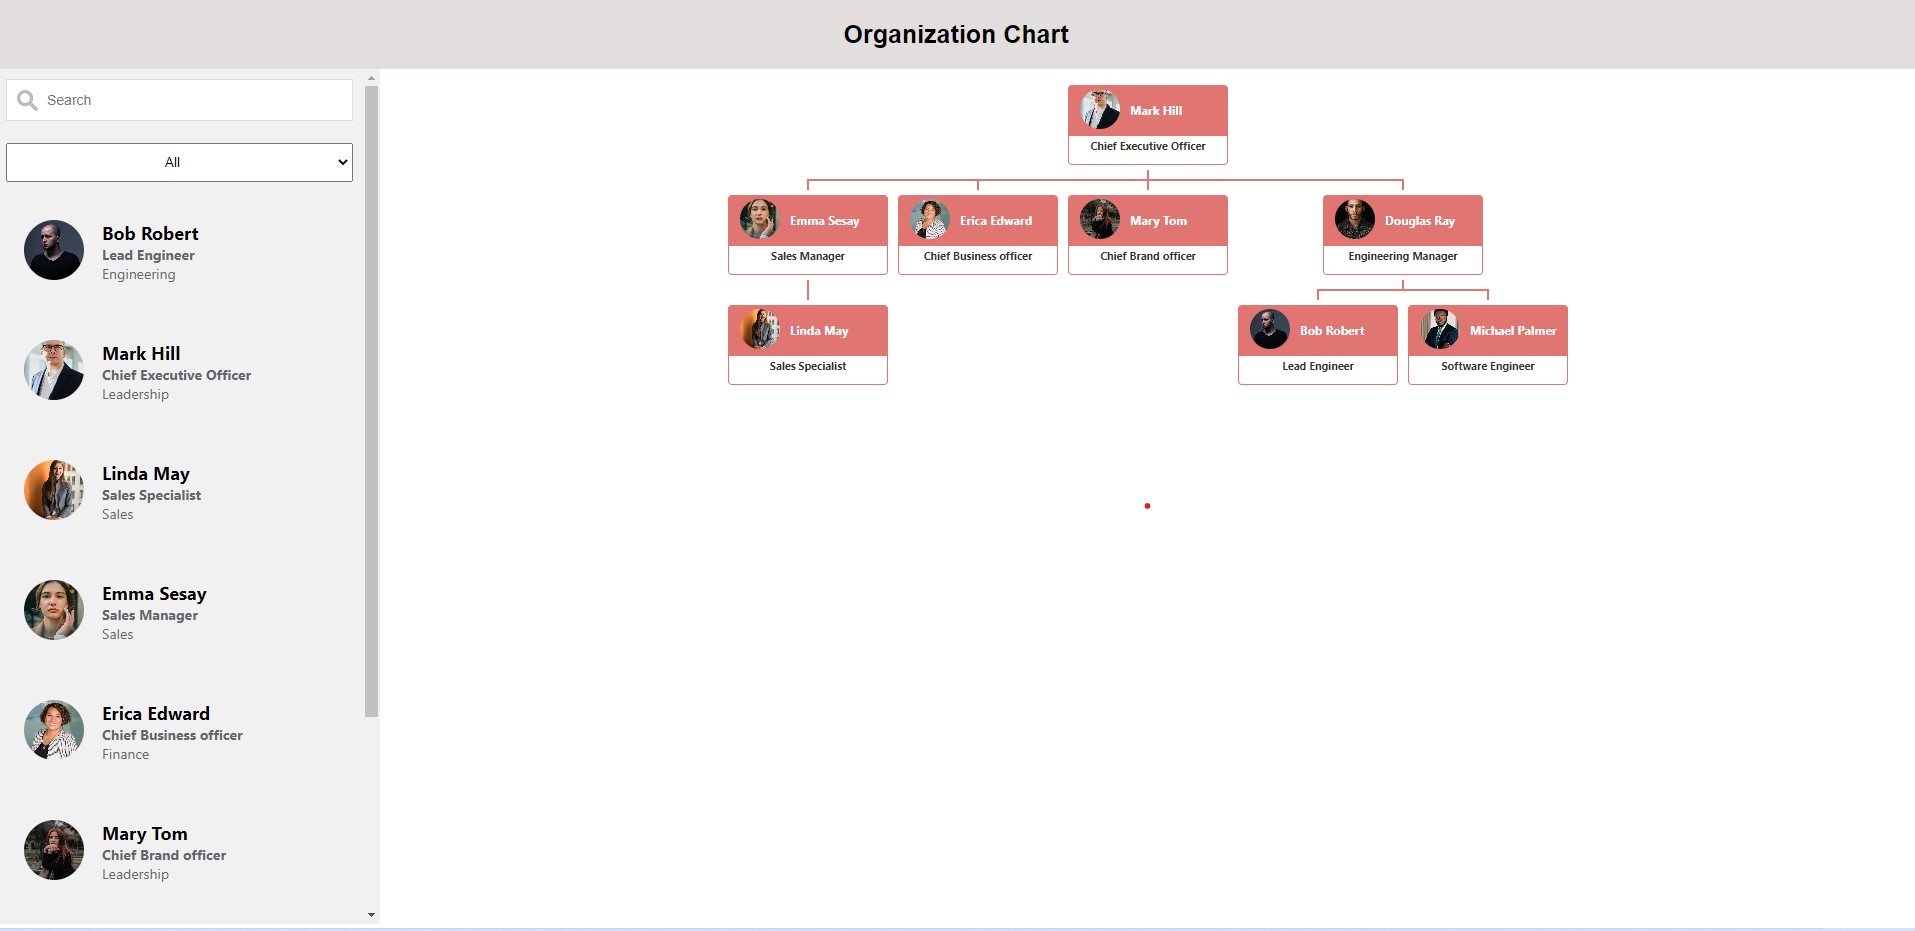 Organization Chart
Search
All
Bob Robert
Lead Engineer
Engineering
Mark Hill
Chief Executive Officer
Leadership
Linda May
Sales Specialist
Sales
Emma Sesay
Sales Manager
Sales
Erica Edward
Chief Business officer
Finance
Mary Tom
Chief Brand officer
Leadership
Mark Hill
Chief Executive Officer
Emma Sesay
Sales Manager
Erica Edward
Chief Business officer
Mary Tom
Chief Brand officer
Douglas Ray
Engineering Manager
Linda May
Sales Specialist
Bob Robert
Lead Engineer
Michael Palmer
Software Engineer